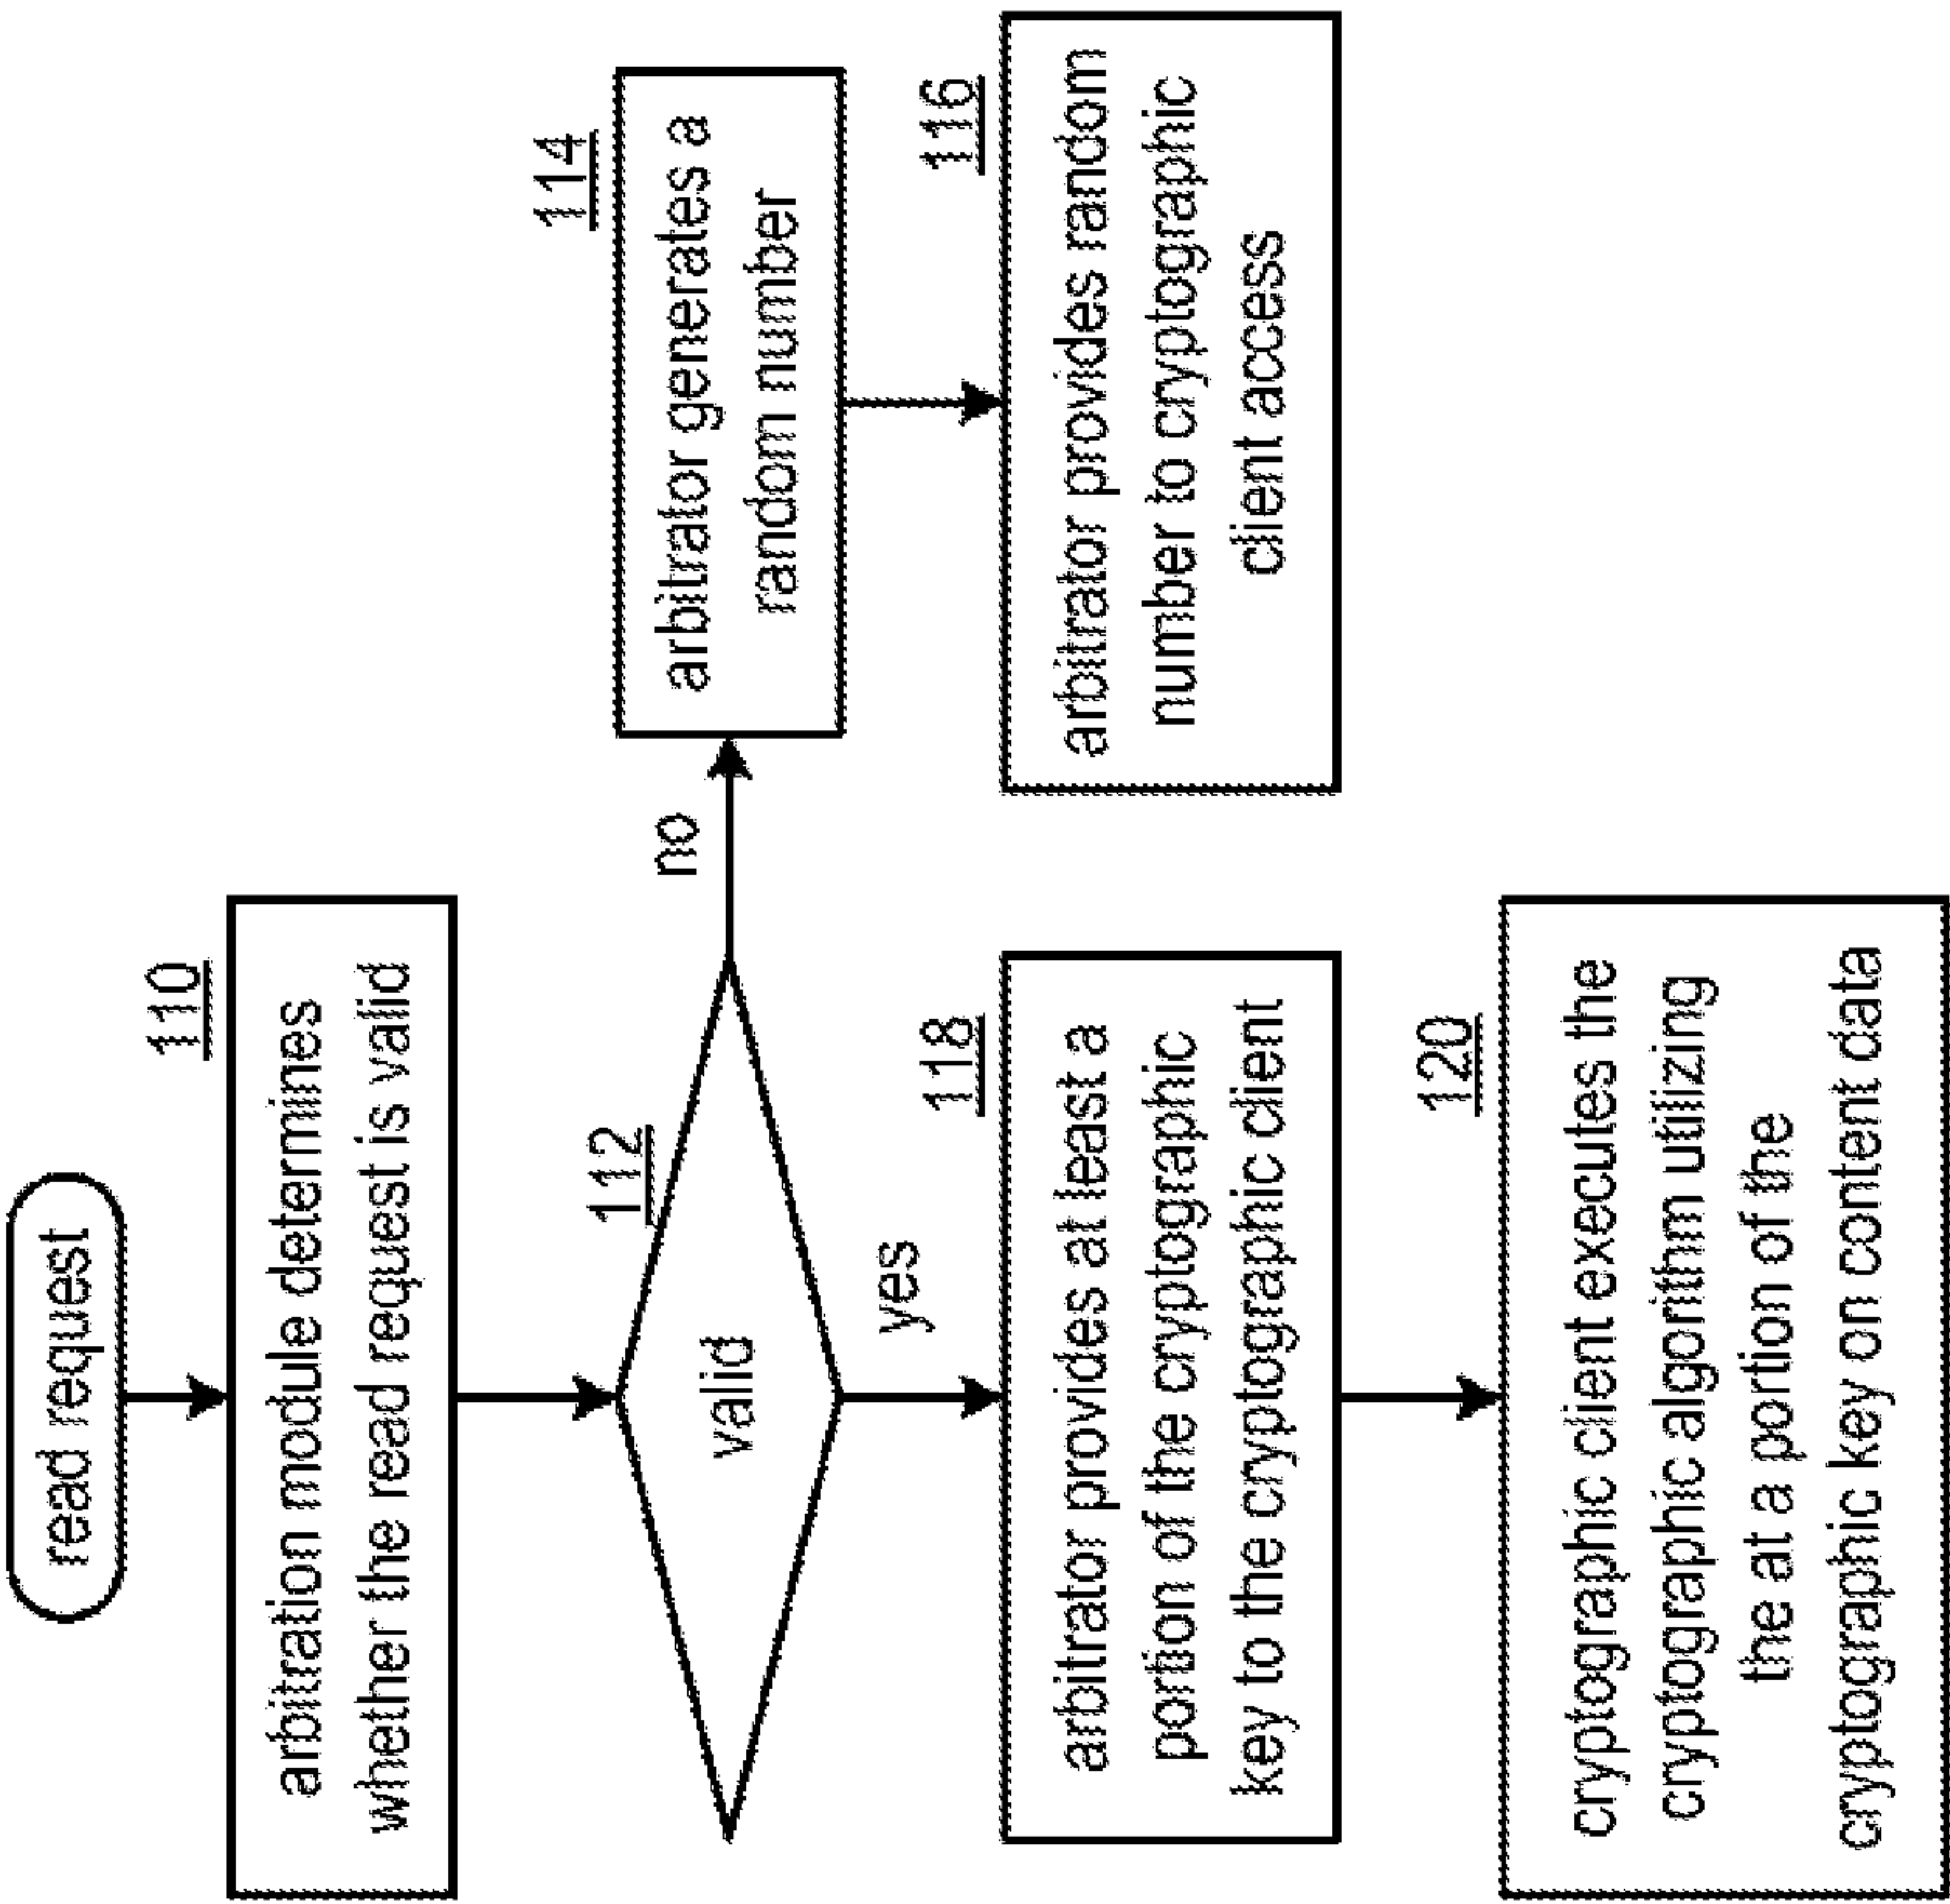 read request
110
arbitration module determines
whether the read request is valid
112
valid
no
114
arbitrator generates a
random number
116
arbitrator provides random
number to cryptographic
client access
yes
118
arbitrator provides at least a
portion of the cryptographic
key to the cryptographic client
120
cryptographic client executes the
cryptographic algorithm utilizing
the at a portion of the
cryptographic key on content data